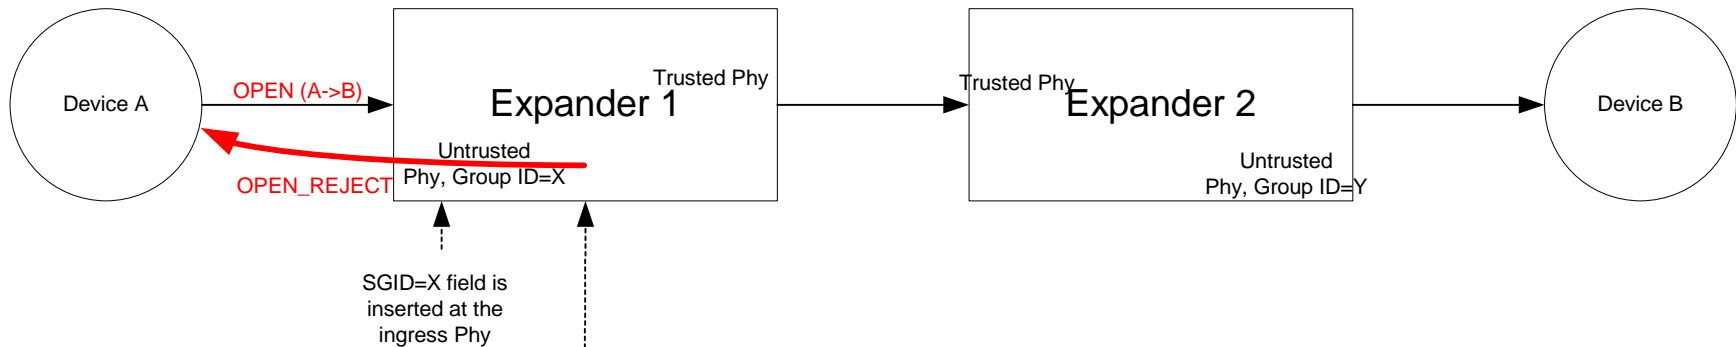 Device A
OPEN (A->B)
OPEN_REJECT
Expander 1
Trusted Phy
Untrusted
Phy, Group ID=X
SGID=X field is
inserted at the
ingress Phy
Trusted Phy
Expander 2
Untrusted
Phy, Group ID=Y
Device B